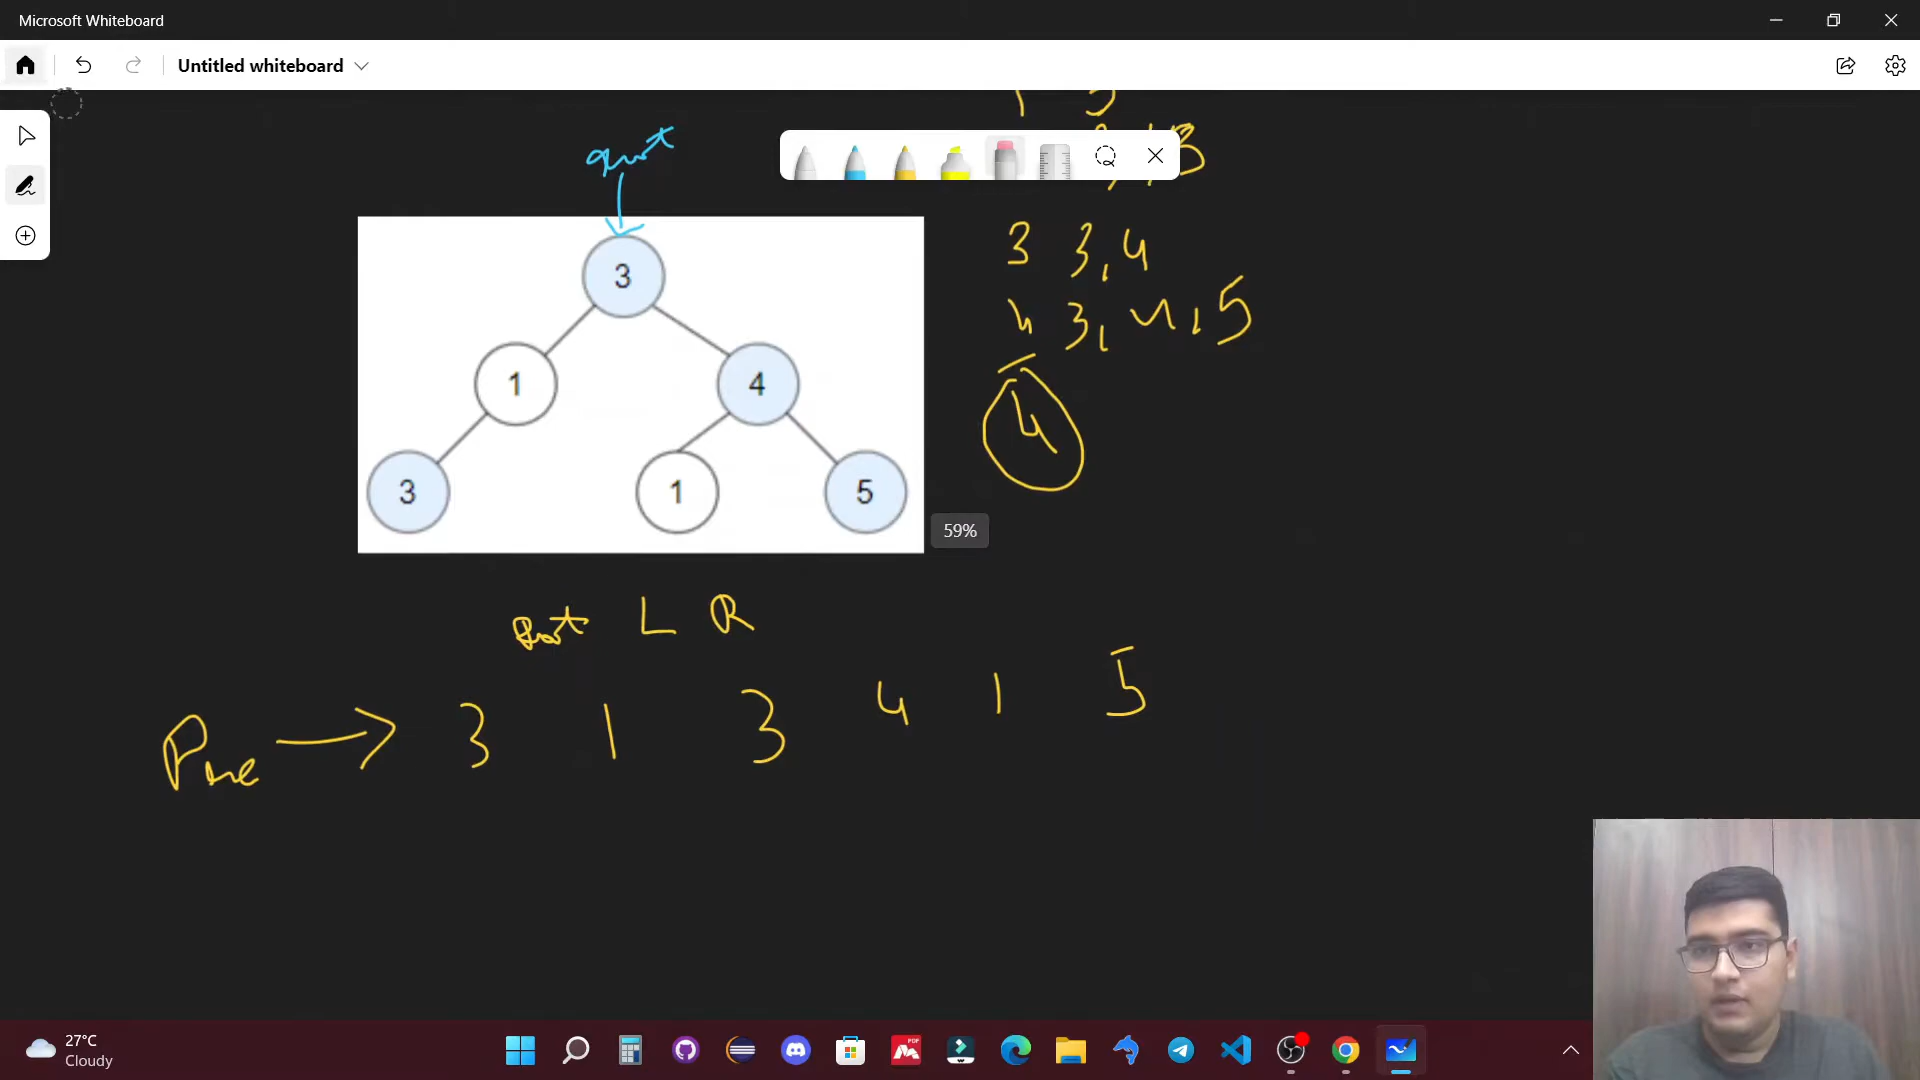 Microsoft Whiteboard
Untitled whiteboard
root
3 3,4
4 3,4,5
4
3
1 4
3 1 5
59%
root L R
Pre → 3 1 3 4 1 5
27°C
Cloudy